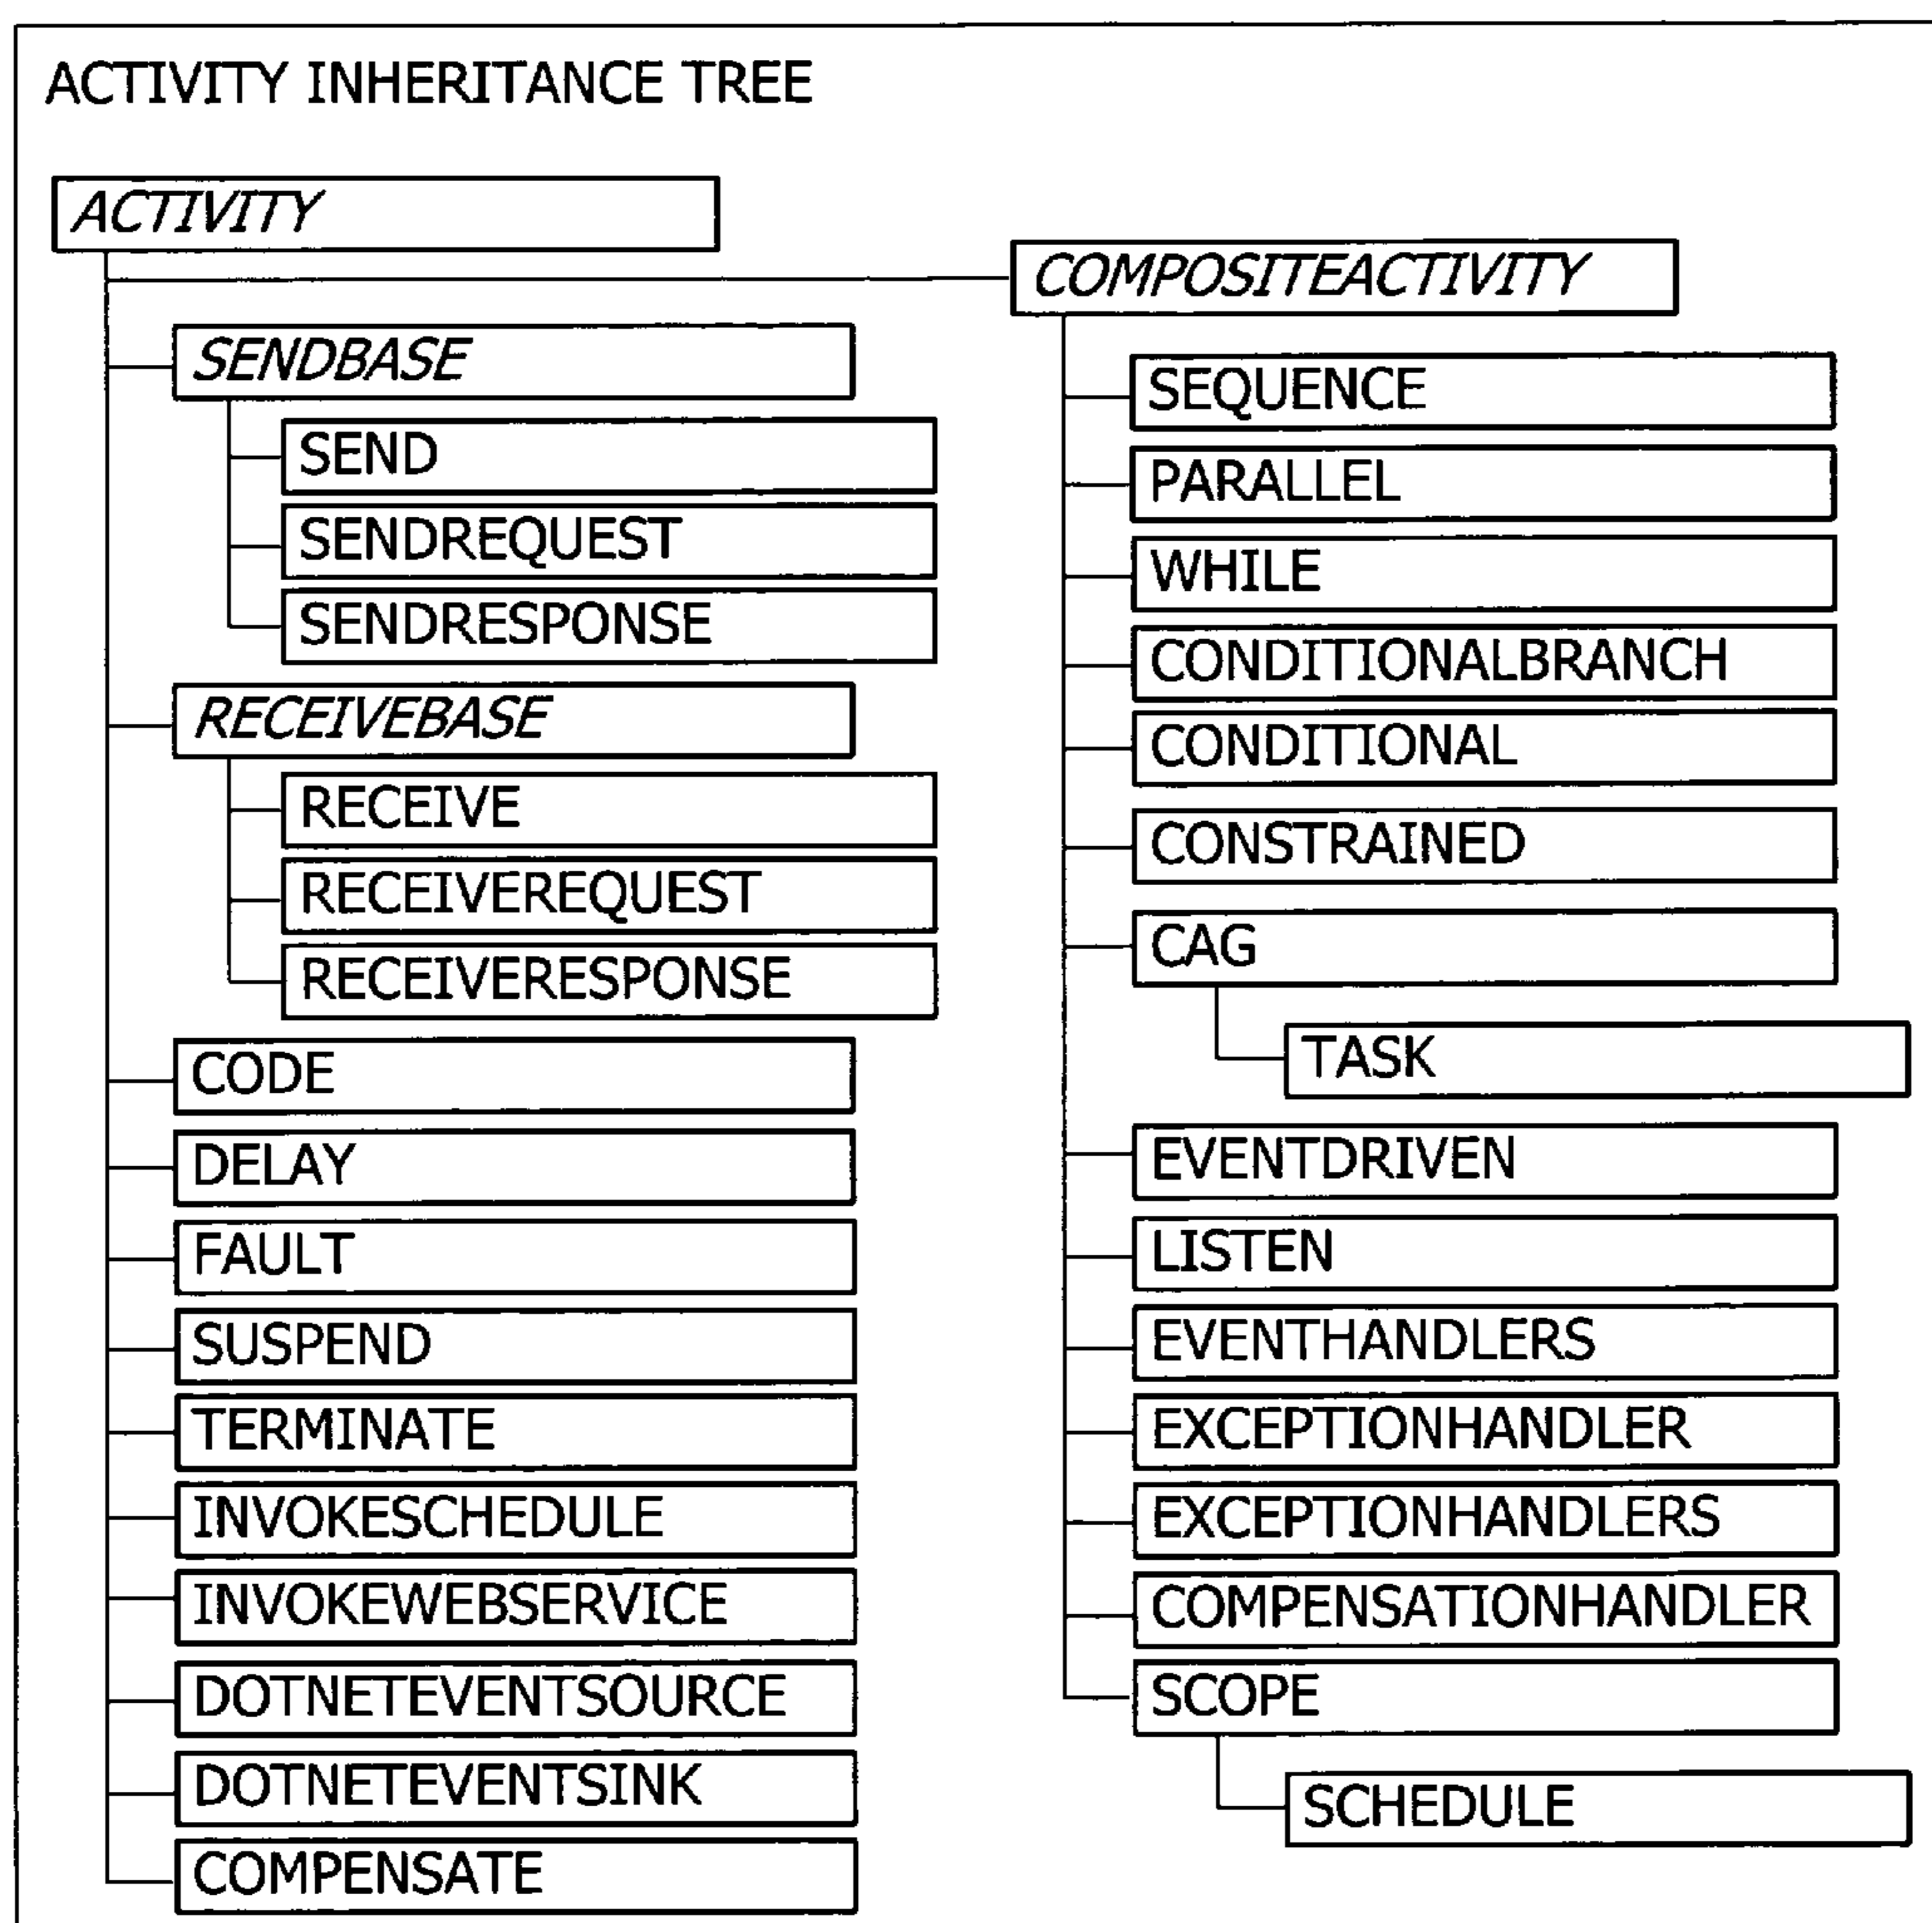 ACTIVITY INHERITANCE TREE
ACTIVITY
SENDBASE
SEND
SENDREQUEST
SENDRESPONSE
RECEIVEBASE
RECEIVE
RECEIVEREQUEST
RECEIVERESPONSE
CODE
DELAY
FAULT
SUSPEND
TERMINATE
INVOKESCHEDULE
INVOKEWEBSERVICE
DOTNETEVENTSOURCE
DOTNETEVENTSINK
COMPENSATE
COMPOSITEACTIVITY
SEQUENCE
PARALLEL
WHILE
CONDITIONALBRANCH
CONDITIONAL
CONSTRAINED
CAG
TASK
EVENTDRIVEN
LISTEN
EVENTHANDLERS
EXCEPTIONHANDLER
EXCEPTIONHANDLERS
COMPENSATIONHANDLER
SCOPE
SCHEDULE